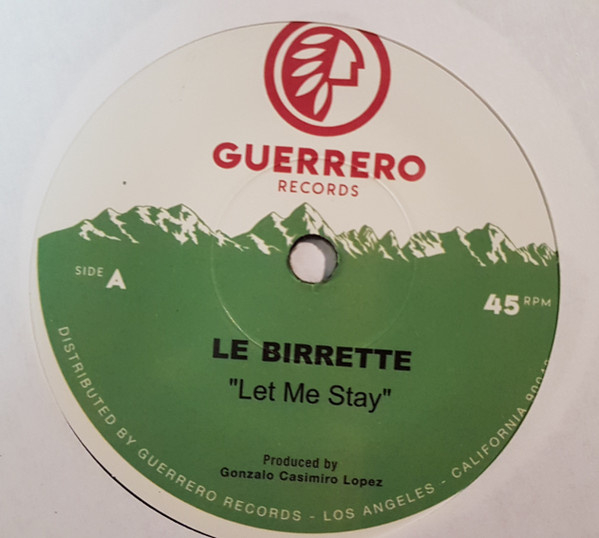 GUERRERO
RECORDS
SIDE A
45 RPM
LE BIRRETTE
"Let Me Stay"
Produced by
Gonzalo Casimiro Lopez
DISTRIBUTED BY GUERRERO RECORDS - LOS ANGELES - CALIFORNIA